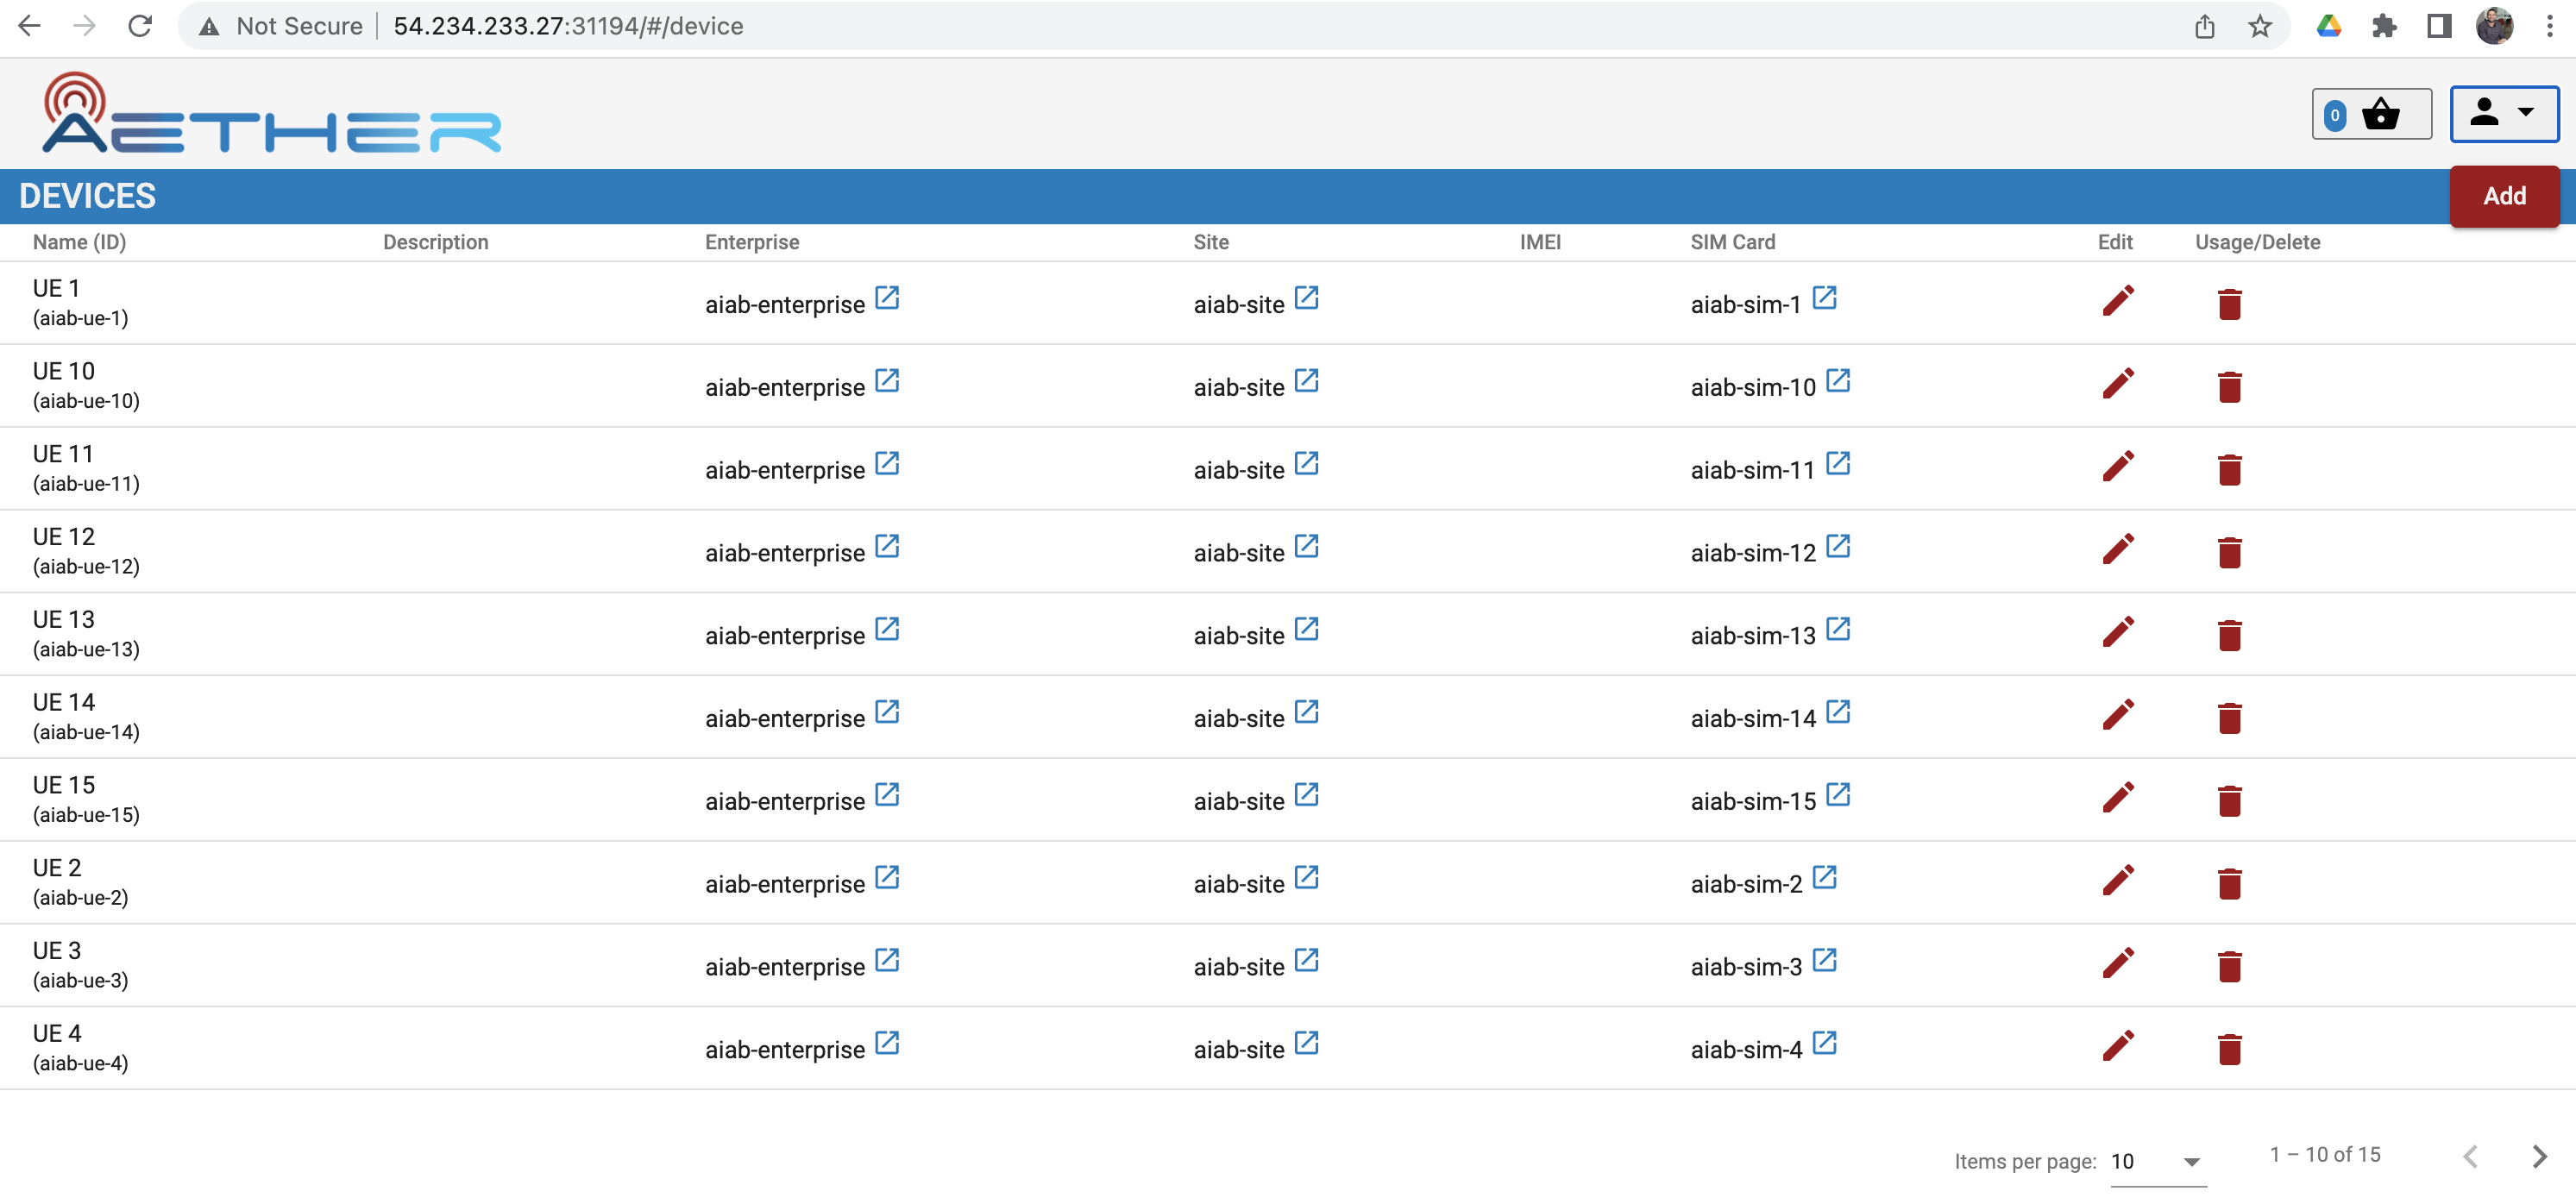 Not Secure 54.234.233.27:31194/#/device
AETHER
0
DEVICES Add
Name (ID) Description Enterprise Site IMEI SIM Card Edit Usage/Delete
UE 1
(aiab-ue-1)
aiab-enterprise aiab-site aiab-sim-1
UE 10
(aiab-ue-10)
aiab-enterprise aiab-site aiab-sim-10
UE 11
(aiab-ue-11)
aiab-enterprise aiab-site aiab-sim-11
UE 12
(aiab-ue-12)
aiab-enterprise aiab-site aiab-sim-12
UE 13
(aiab-ue-13)
aiab-enterprise aiab-site aiab-sim-13
UE 14
(aiab-ue-14)
aiab-enterprise aiab-site aiab-sim-14
UE 15
(aiab-ue-15)
aiab-enterprise aiab-site aiab-sim-15
UE 2
(aiab-ue-2)
aiab-enterprise aiab-site aiab-sim-2
UE 3
(aiab-ue-3)
aiab-enterprise aiab-site aiab-sim-3
UE 4
(aiab-ue-4)
aiab-enterprise aiab-site aiab-sim-4
Items per page: 10 1 – 10 of 15